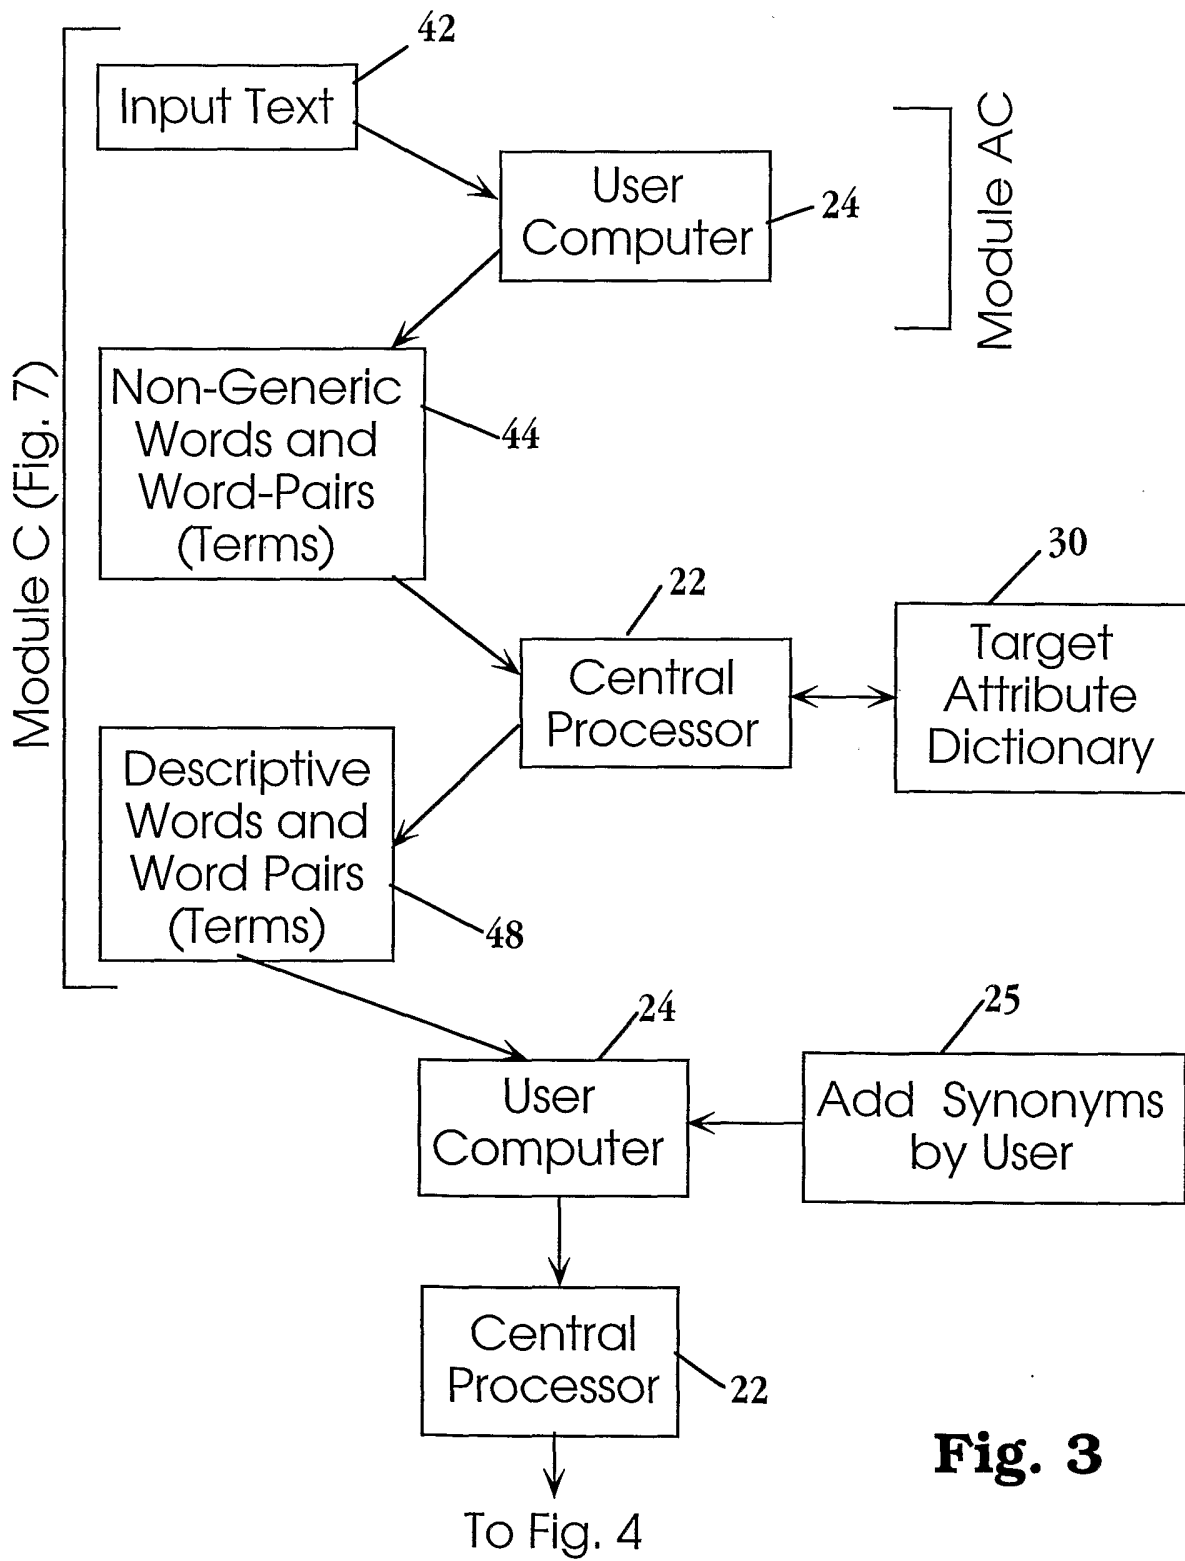 42
Input Text
User
Computer
24
Module AC
Non-Generic
Words and
Word-Pairs
(Terms)
44
Module C (Fig. 7)
30
22
Target
Attribute
Dictionary
Central
Processor
Descriptive
Words and
Word Pairs
(Terms)
48
24
25
User
Computer
Add Synonyms
by User
Central
Processor
22
Fig. 3
To Fig. 4